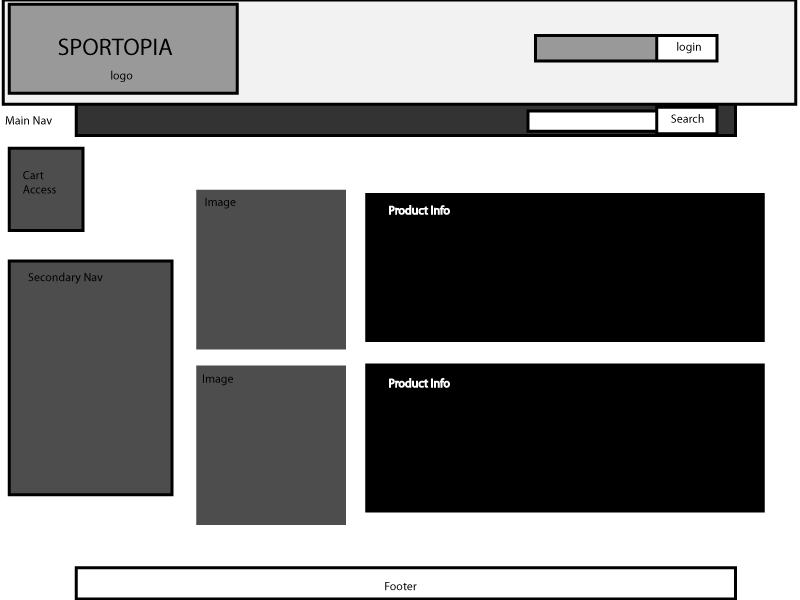 SPORTOPIA
logo
login
Main Nav
Search
Cart
Access
Image
Product Info
Secondary Nav
Image
Product Info
Footer